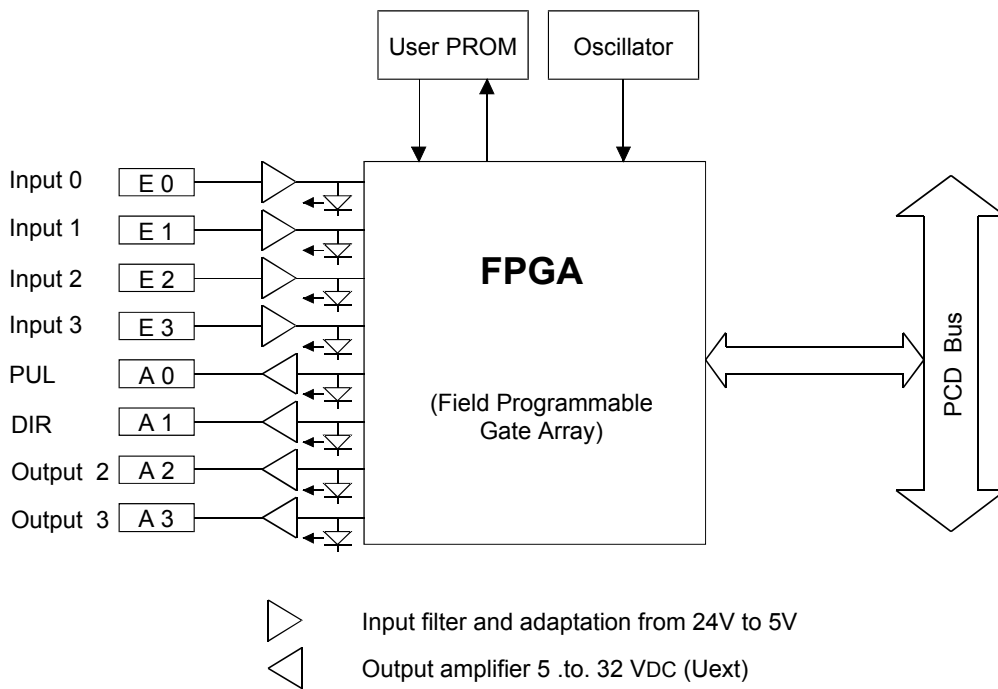 User PROM
Oscillator
Input 0 E 0
Input 1 E 1
Input 2 E 2
Input 3 E 3
PUL A 0
DIR A 1
Output 2 A 2
Output 3 A 3
FPGA
(Field Programmable
Gate Array)
PCD Bus
Input filter and adaptation from 24V to 5V
Output amplifier 5 .to. 32 VDC (Uext)